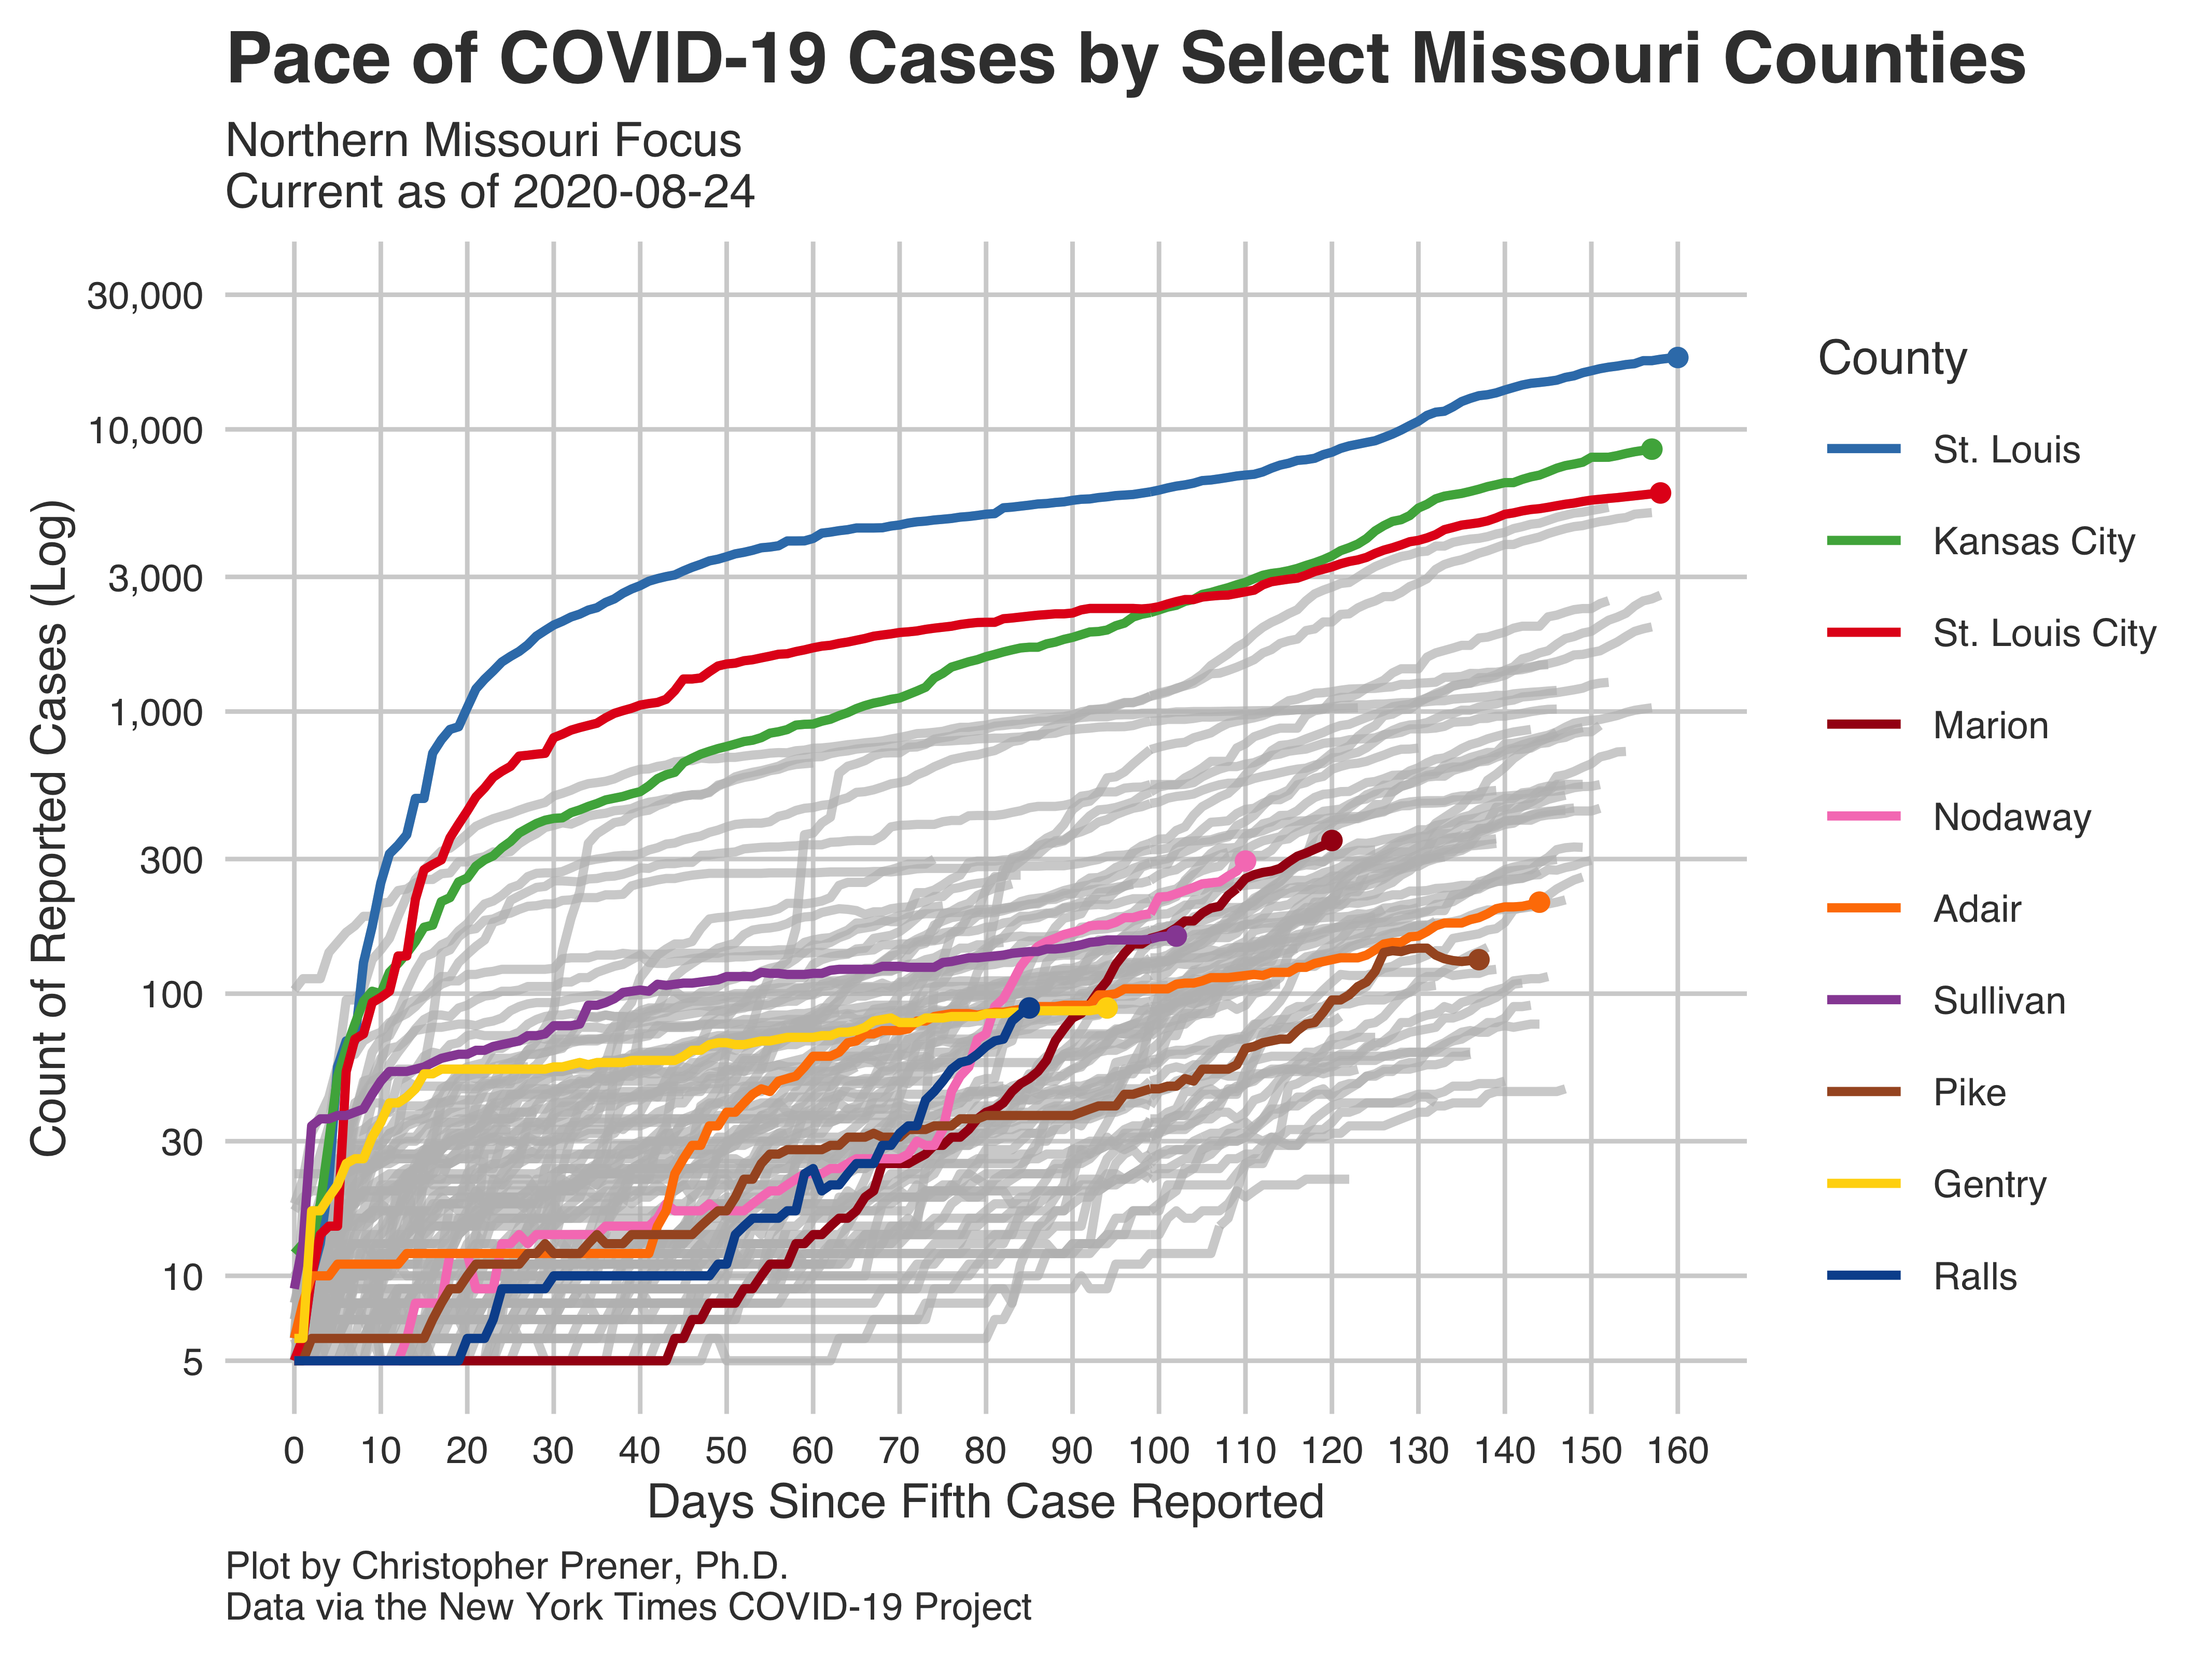 Pace of COVID-19 Cases by Select Missouri Counties
Northern Missouri Focus
Current as of 2020-08-24
30,000
10,000
3,000
1,000
300
100
30
10
5
Count of Reported Cases (Log)
0 10 20 30 40 50 60 70 80 90 100 110 120 130 140 150 160
Days Since Fifth Case Reported
County
St. Louis
Kansas City
St. Louis City
Marion
Nodaway
Adair
Sullivan
Pike
Gentry
Ralls
Plot by Christopher Prener, Ph.D.
Data via the New York Times COVID-19 Project